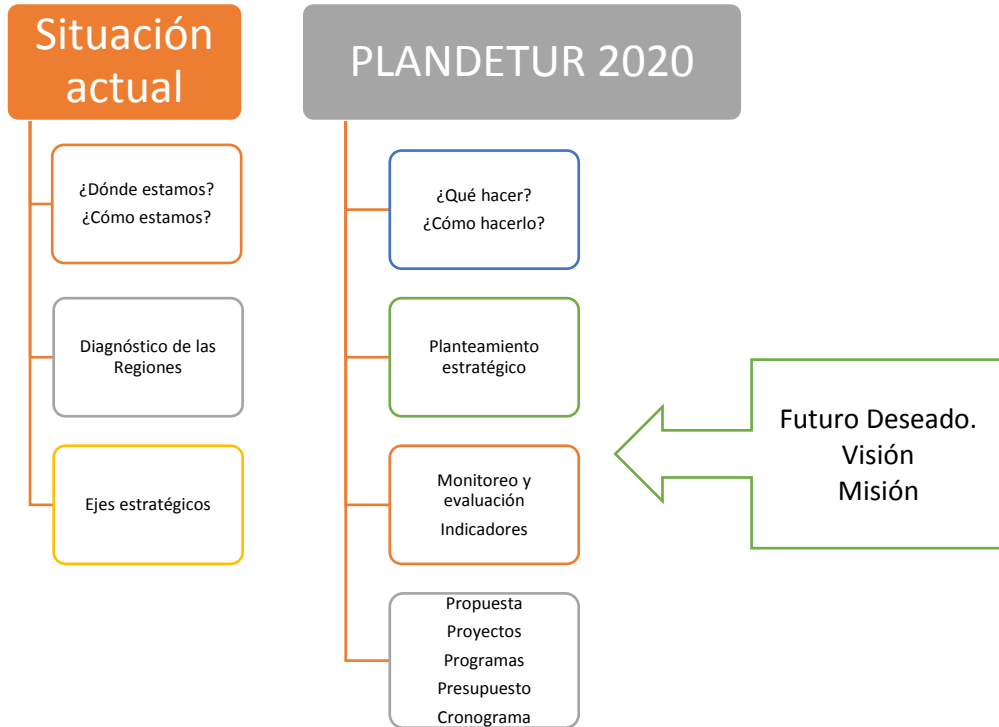 Situación
actual
¿Dónde estamos?
¿Cómo estamos?
Diagnóstico de las
Regiones
Ejes estratégicos
PLANDETUR 2020
¿Qué hacer?
¿Cómo hacerlo?
Planteamiento
estratégico
Monitoreo y
evaluación
Indicadores
Propuesta
Proyectos
Programas
Presupuesto
Cronograma
Futuro Deseado.
Visión
Misión